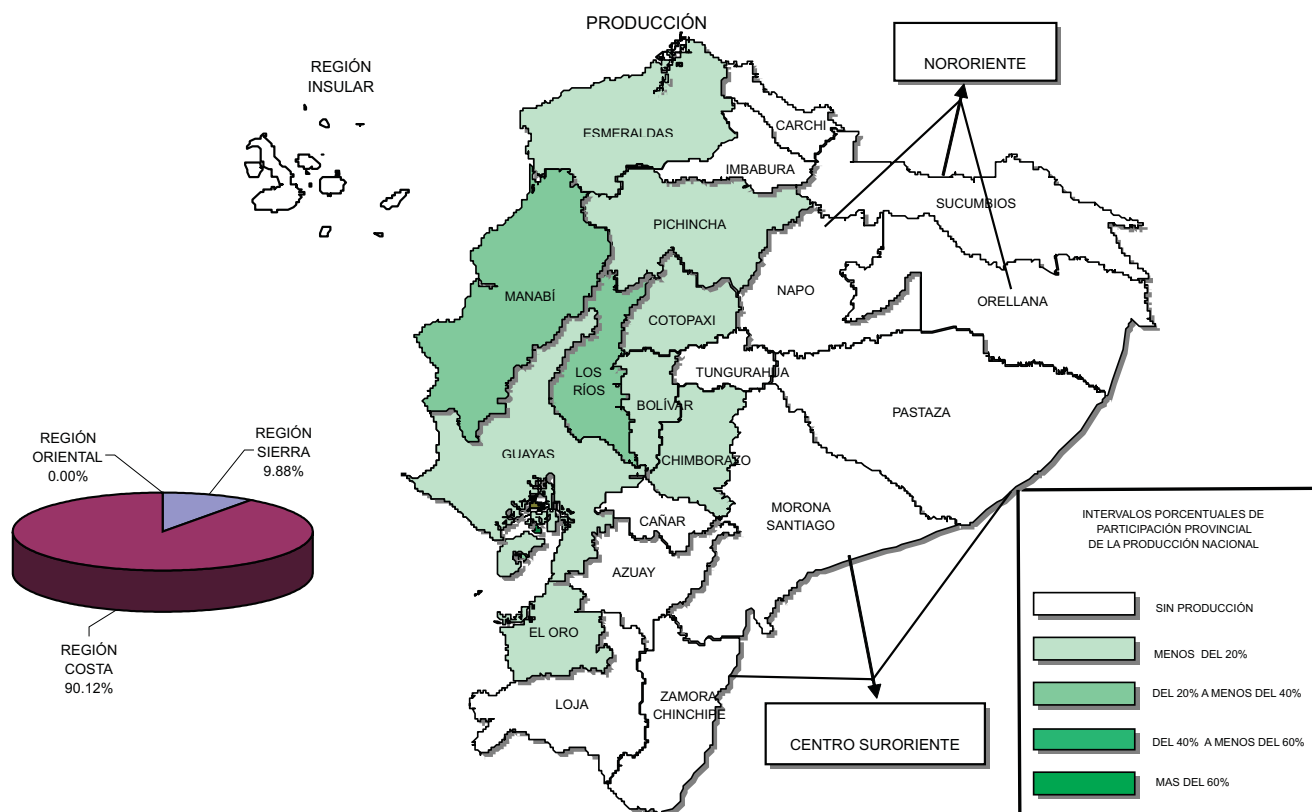 PRODUCCIÓN
REGIÓN
INSULAR
NORORIENTE
ESMERALDAS
CARCHI
IMBABURA
SUCUMBIOS
PICHINCHA
NAPO
ORELLANA
MANABÍ
COTOPAXI
TUNGURAHUA
LOS
RÍOS
BOLÍVAR
PASTAZA
GUAYAS
CHIMBORAZO
MORONA
SANTIAGO
CAÑAR
AZUAY
EL ORO
LOJA
ZAMORA
CHINCHIPE
CENTRO SURORIENTE
REGIÓN
ORIENTAL
0.00%
REGIÓN
SIERRA
9.88%
REGIÓN
COSTA
90.12%
INTERVALOS PORCENTUALES DE
PARTICIPACIÓN PROVINCIAL
DE LA PRODUCCIÓN NACIONAL
SIN PRODUCCIÓN
MENOS DEL 20%
DEL 20% A MENOS DEL 40%
DEL 40% A MENOS DEL 60%
MAS DEL 60%